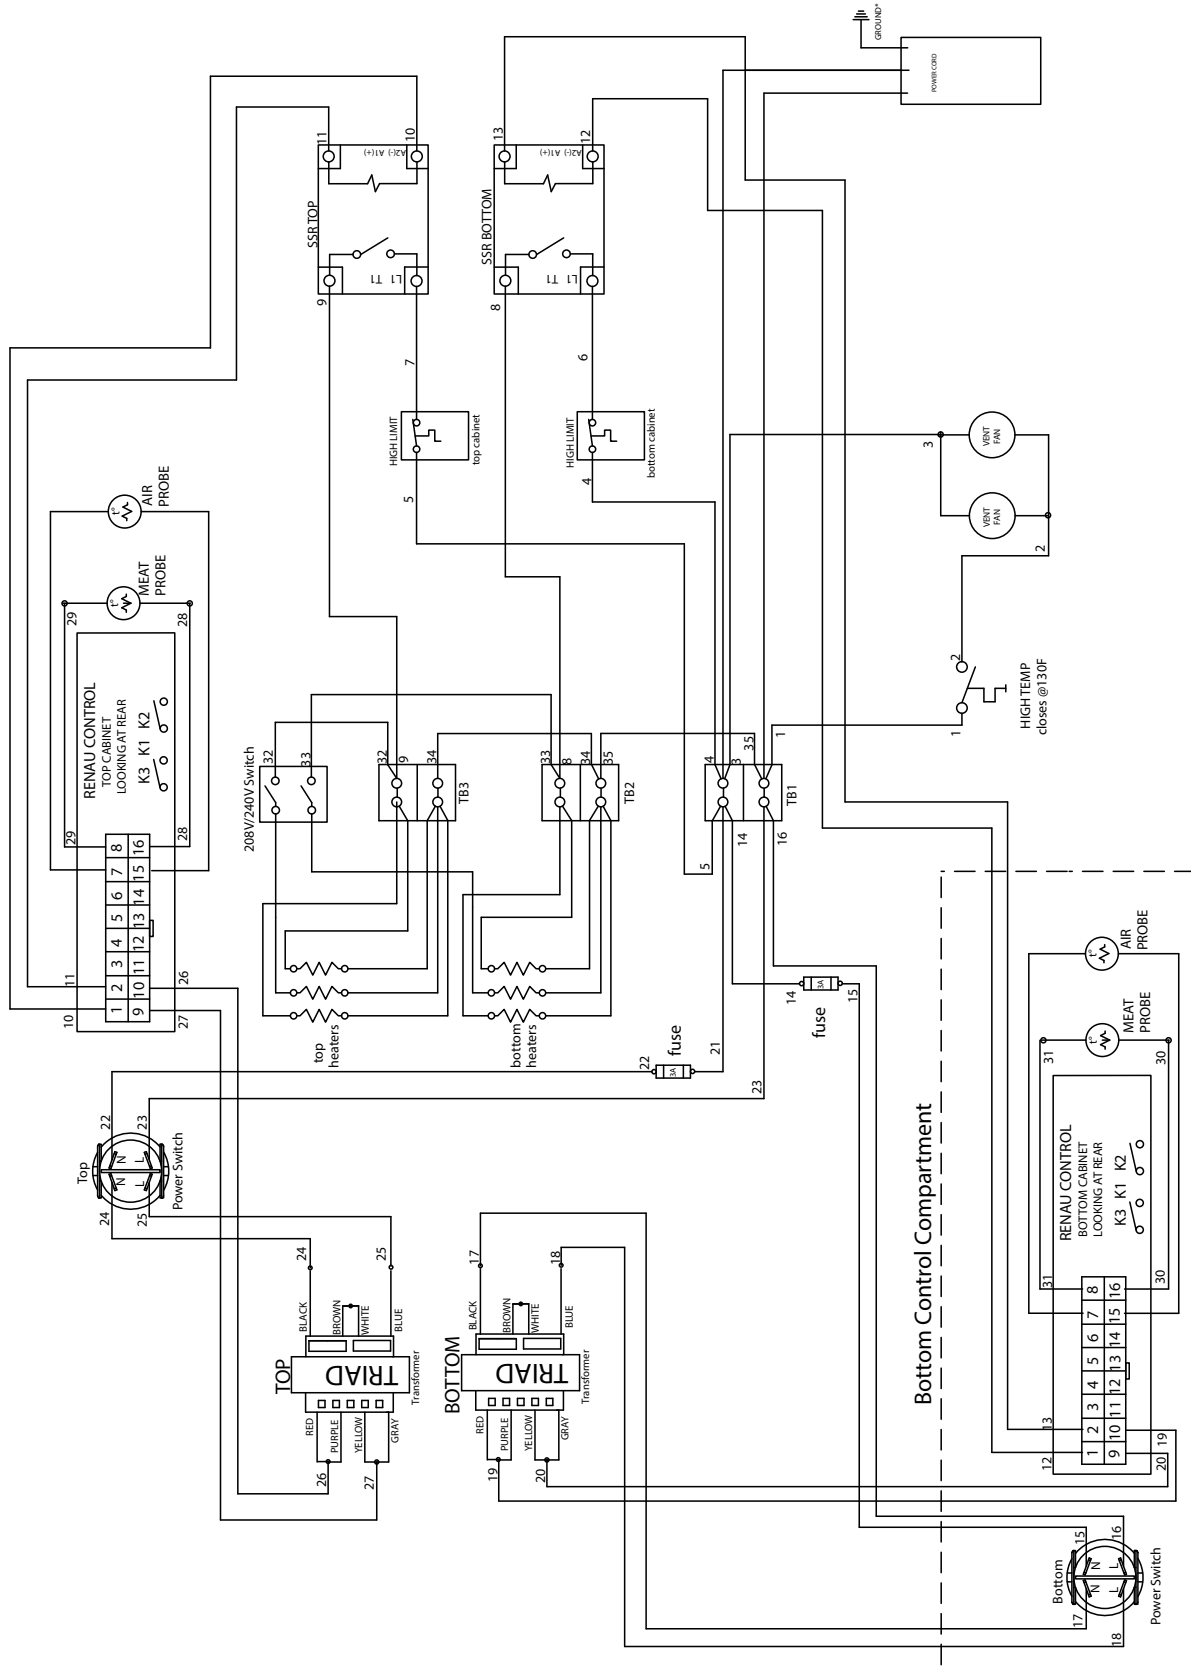 GROUND*
POWER CORD
13
11
10
12
A2(-) A1(+)
A2(-) A1(+)
SSR TOP
SSR BOTTOM
L1 T1
L1 T1
9
8
7
6
HIGH LIMIT
top cabinet
HIGH LIMIT
bottom cabinet
5
4
3
VENT
FAN
VENT
FAN
2
2
1
HIGH TEMP
closes @130F
AIR
PROBE
t°
MEAT
PROBE
t°
29
28
RENAU CONTROL
TOP CABINET
LOOKING AT REAR
K3 K1 K2
29
28
8 7 6 5 4 3 2 1
16 15 14 13 12 11 10 9
11
10
26
27
208V/240V Switch
32
33
32
9
34
TB3
33
8
34
35
TB2
4
3
35
1
TB1
5
14
16
top
heaters
bottom
heaters
14
3A
15
fuse
22
3A
fuse
21
23
Top
22
23
N
L
N
L
24
25
Power Switch
24
25
BLACK
BROWN
WHITE
BLUE
TOP
TRIAD
Transformer
RED
PURPLE
YELLOW
GRAY
26
27
17
18
BLACK
BROWN
WHITE
BLUE
BOTTOM
TRIAD
Transformer
RED
PURPLE
YELLOW
GRAY
19
20
Bottom Control Compartment
AIR
PROBE
t°
MEAT
PROBE
t°
31
30
RENAU CONTROL
BOTTOM CABINET
LOOKING AT REAR
K3 K1 K2
31
30
8 7 6 5 4 3 2 1
16 15 14 13 12 11 10 9
13
12
19
20
Bottom
15
16
N
L
N
L
17
18
Power Switch